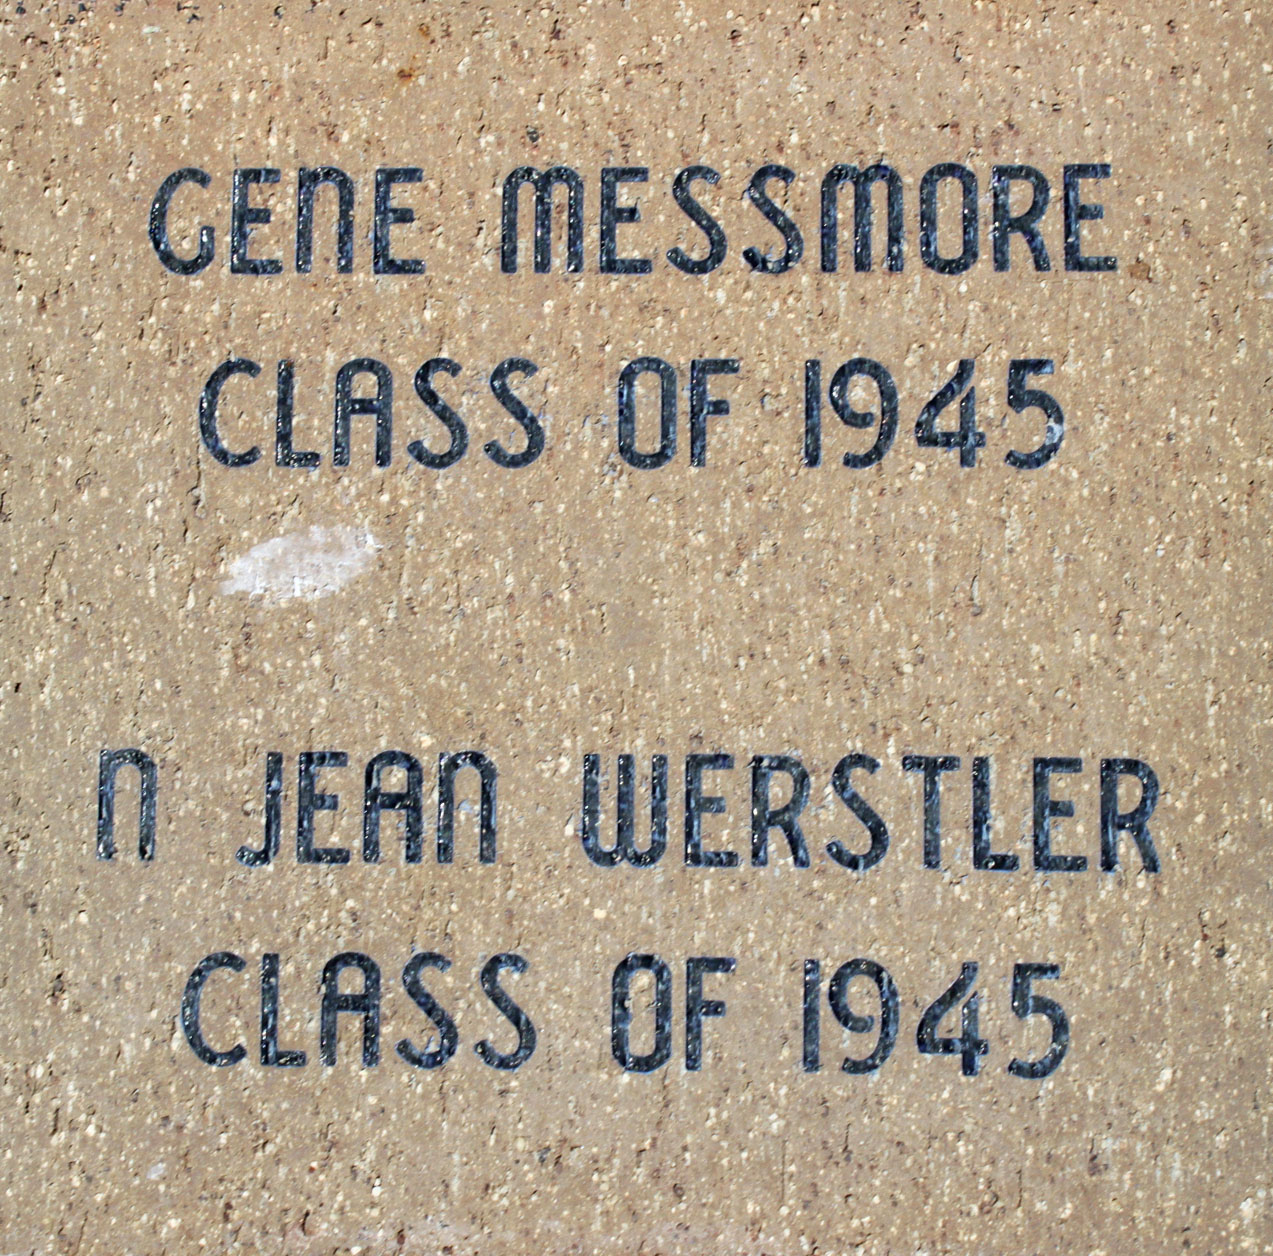 GENE MESSMORE
CLASS OF 1945
N JEAN WERSTLER
CLASS OF 1945